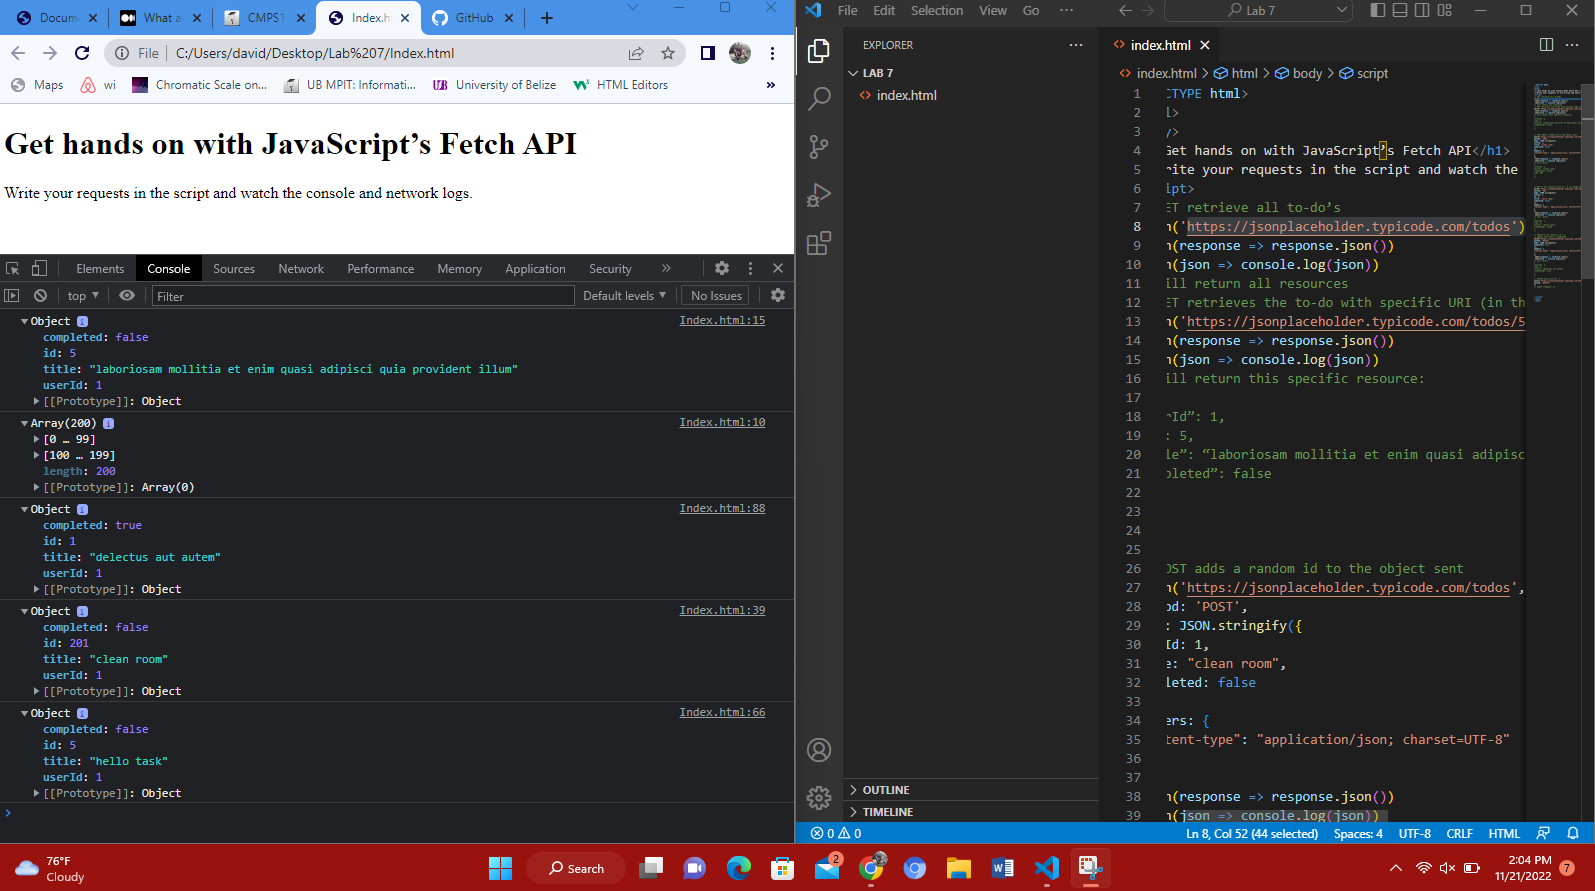 Docum
What a
CMPS1
Index.h
GitHub
File
C:/Users/david/Desktop/Lab%207/Index.html
Maps
wi
Chromatic Scale on...
UB MPIT: Informati...
University of Belize
HTML Editors
Get hands on with JavaScript’s Fetch API
Write your requests in the script and watch the console and network logs.
Elements
Console
Sources
Network
Performance
Memory
Application
Security
top
Filter
Default levels
No Issues
Object
Index.html:15
completed: false
id: 5
title: "laboriosam mollitia et enim quasi adipisci quia provident illum"
userId: 1
[[Prototype]]: Object
Array(200)
Index.html:10
[0 … 99]
[100 … 199]
length: 200
[[Prototype]]: Array(0)
Object
Index.html:88
completed: true
id: 1
title: "delectus aut autem"
userId: 1
[[Prototype]]: Object
Object
Index.html:39
completed: false
id: 201
title: "clean room"
userId: 1
[[Prototype]]: Object
Object
Index.html:66
completed: false
id: 5
title: "hello task"
userId: 1
[[Prototype]]: Object
File Edit Selection View Go ···
Lab 7
EXPLORER
LAB 7
index.html
OUTLINE
TIMELINE
index.html
index.html > html > body > script
1 CTYPE html>
2 l>
3 y>
4 Get hands on with JavaScript’s Fetch API</h1>
5 rite your requests in the script and watch the
6 ipt>
7 ET retrieve all to-do’s
8 h('https://jsonplaceholder.typicode.com/todos')
9 n(response => response.json())
10 n(json => console.log(json))
11 ill return all resources
12 ET retrieves the to-do with specific URI (in th
13 h('https://jsonplaceholder.typicode.com/todos/5
14 n(response => response.json())
15 n(json => console.log(json))
16 ill return this specific resource:
17
18 rId”: 1,
19 : 5,
20 le”: “laboriosam mollitia et enim quasi adipisc
21 pleted”: false
22
23
24
25
26 OST adds a random id to the object sent
27 h('https://jsonplaceholder.typicode.com/todos',
28 od: 'POST',
29 : JSON.stringify({
30 Id: 1,
31 e: "clean room",
32 leted: false
33
34 ers: {
35 tent-type": "application/json; charset=UTF-8"
36
37
38 n(response => response.json())
39 n(json => console.log(json))
0 0
Ln 8, Col 52 (44 selected)
Spaces: 4
UTF-8
CRLF
HTML
76°F
Cloudy
Search
2
2:04 PM
11/21/2022
7